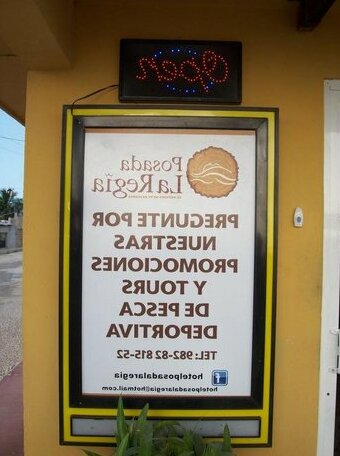 Open
Posada
La Regia
PREGUNTE POR
NUESTRAS
PROMOCIONES
Y TOURS
DE PESCA
DEPORTIVA
TEL: 982-82 815-52
hotelposadalaregia
hotelposadalaregia@hotmail.com